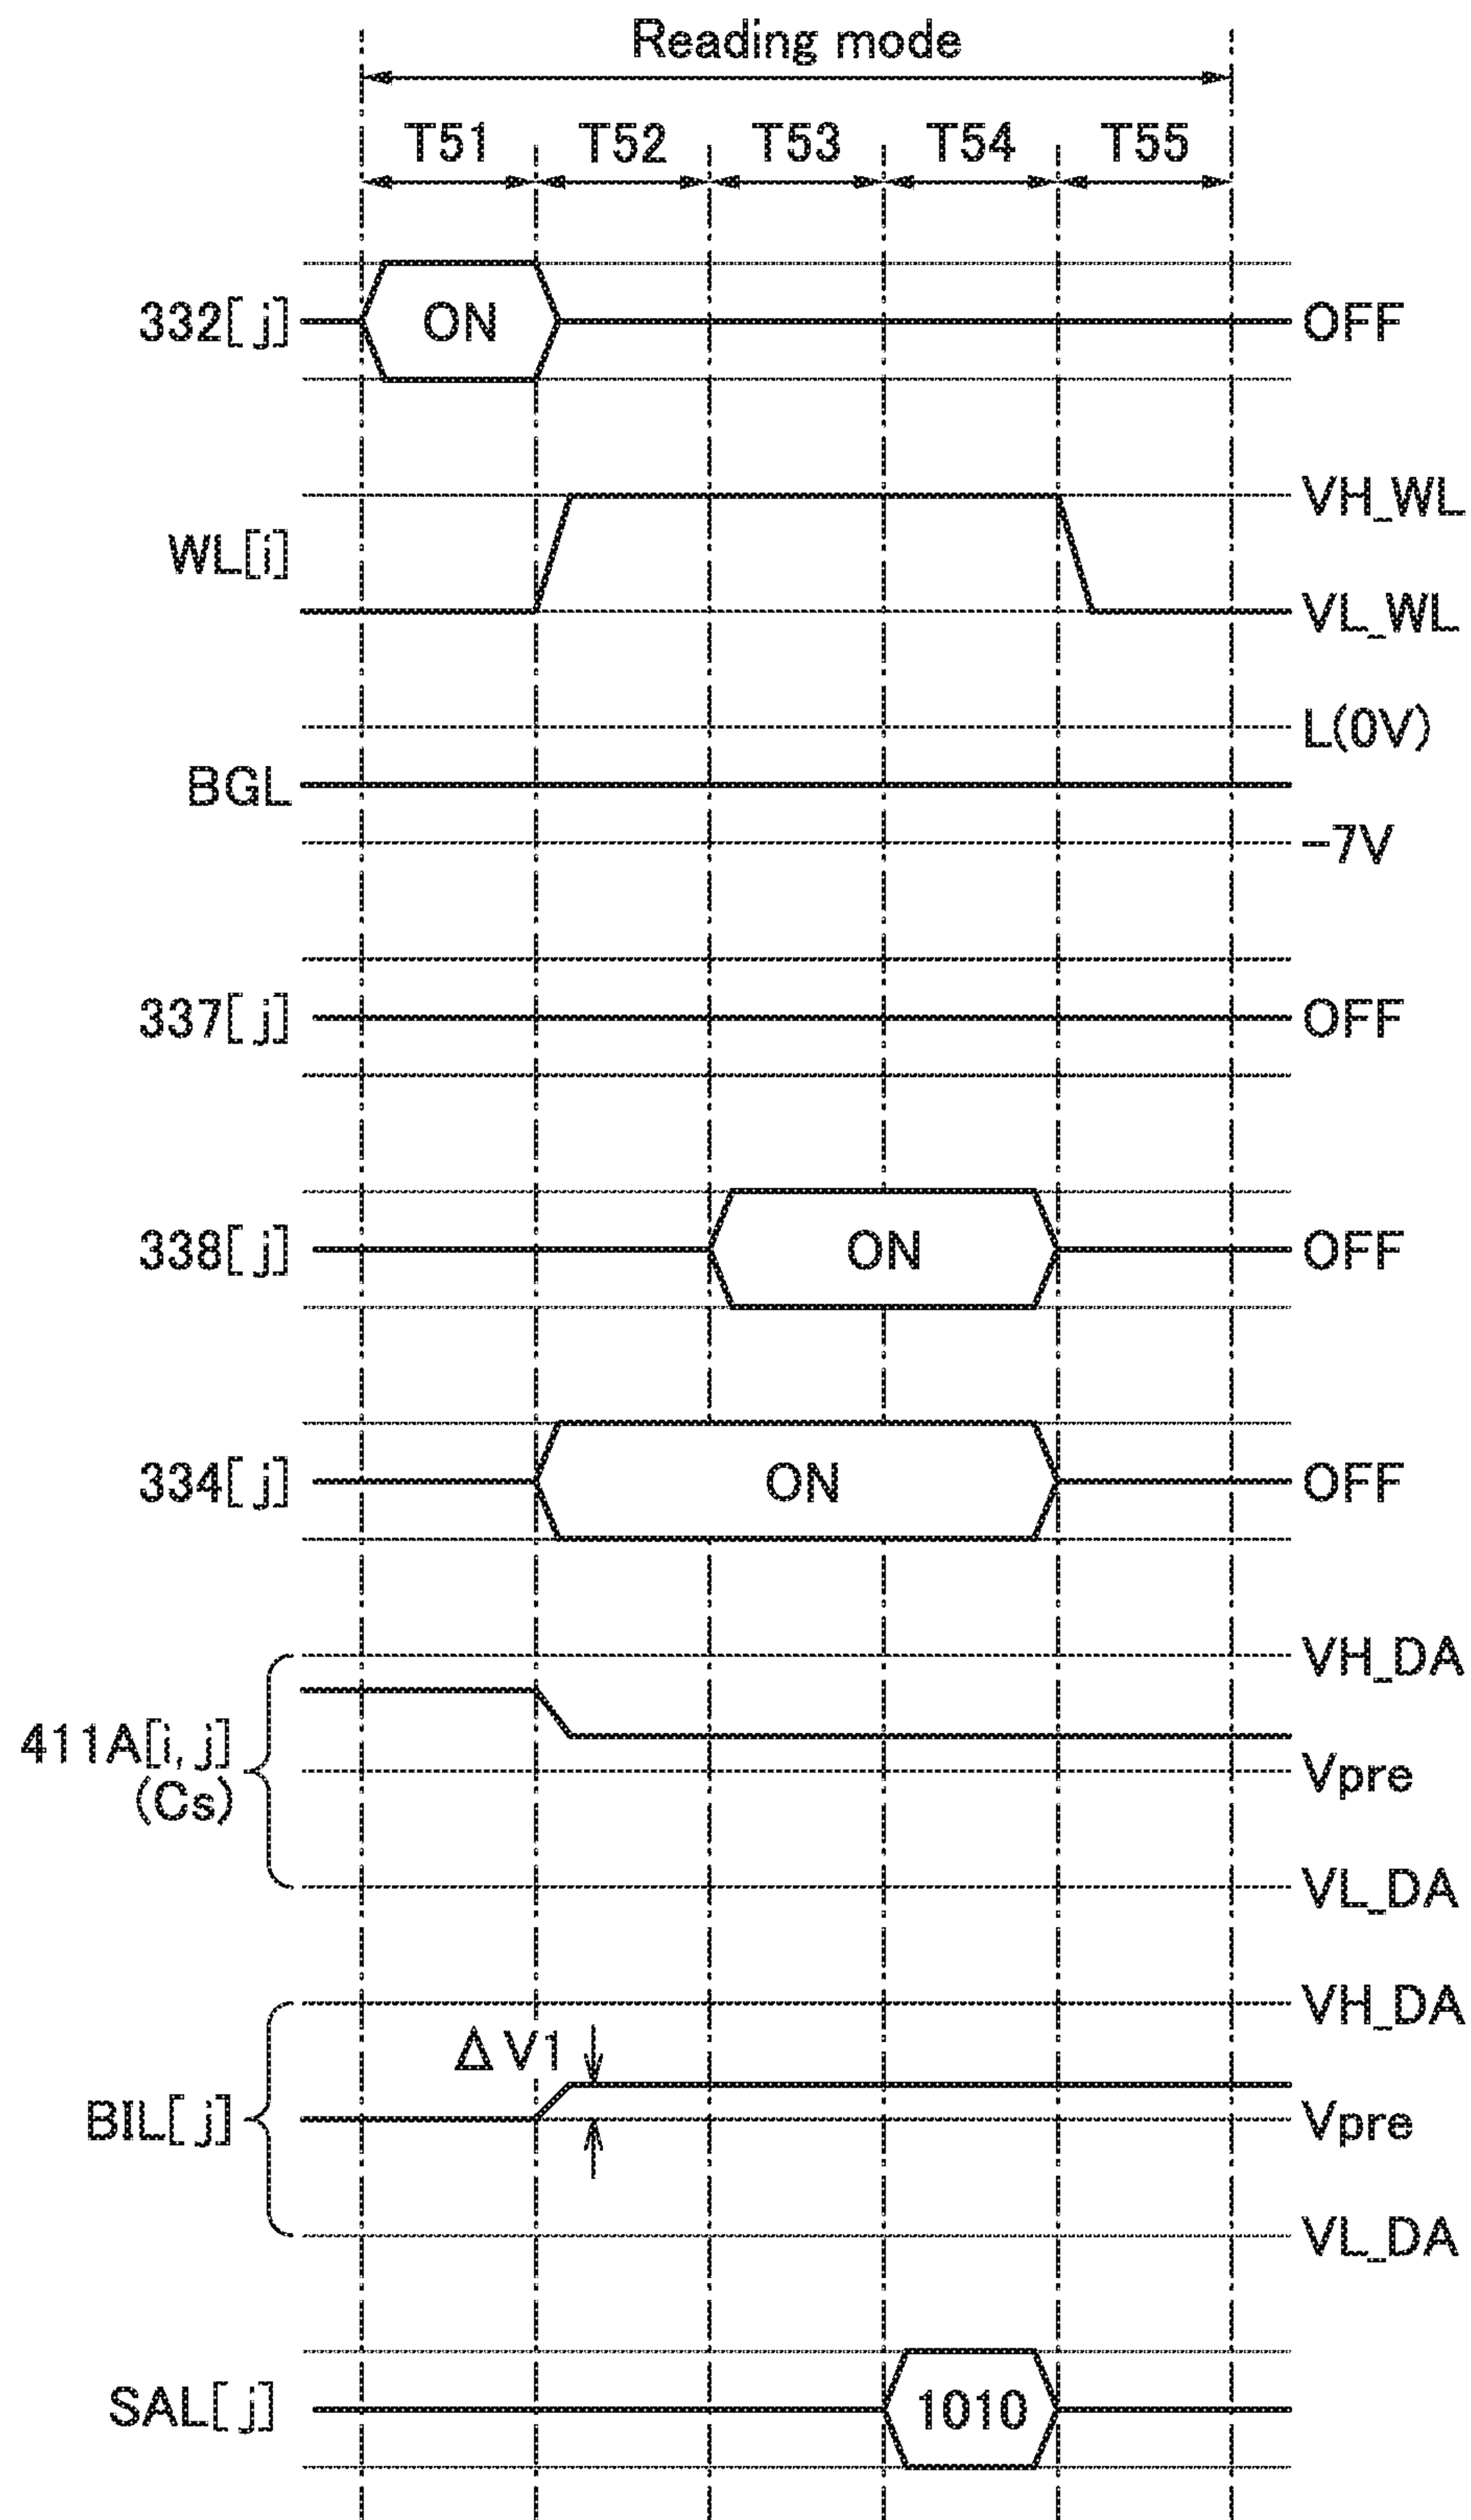 Reading mode
T51 T52 T53 T54 T55
332[j] ON OFF
VH_WL
WL[i]
VL_WL
L(0V)
BGL
-7V
337[j] OFF
338[j] ON OFF
334[j] ON OFF
VH_DA
411A[i, j]
(Cs)
Vpre
VL_DA
VH_DA
ΔV1
BIL[j] Vpre
VL_DA
SAL[j] 1010